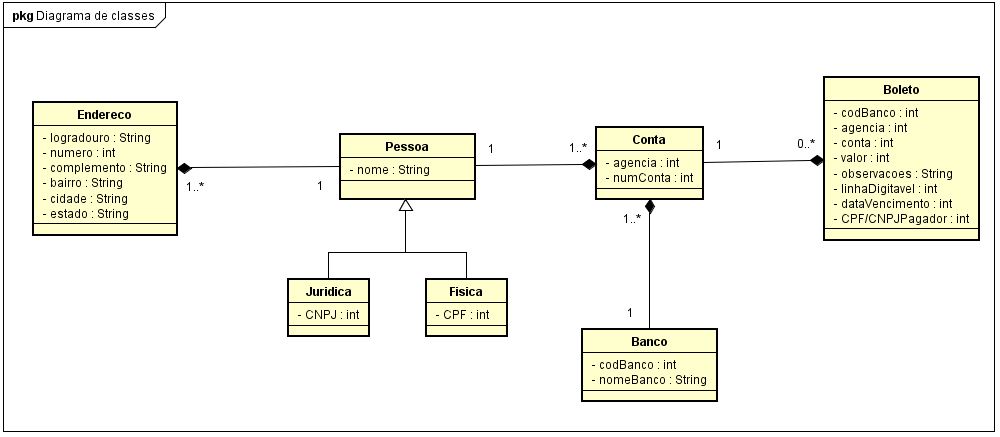 pkg Diagrama de classes
Endereco
- logradouro : String
- numero : int
- complemento : String
- bairro : String
- cidade : String
- estado : String
1..*
1
Pessoa
- nome : String
1
1..*
Juridica
- CNPJ : int
Fisica
- CPF : int
Conta
- agencia : int
- numConta : int
1
0..*
1..*
1
Banco
- codBanco : int
- nomeBanco : String
Boleto
- codBanco : int
- agencia : int
- conta : int
- valor : int
- observacoes : String
- linhaDigitavel : int
- dataVencimento : int
- CPF/CNPJPagador : int